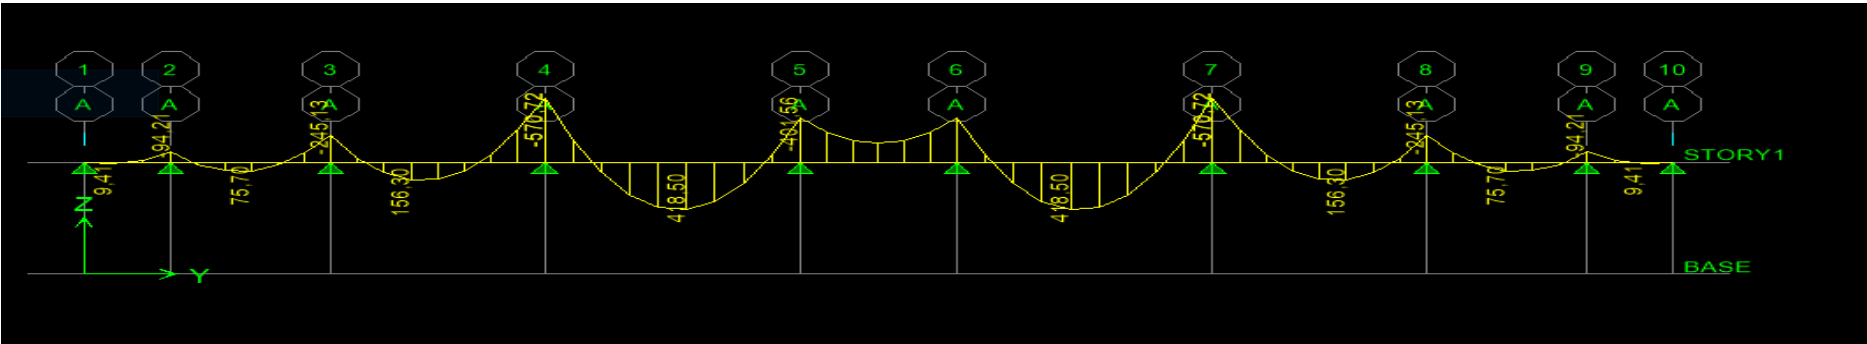 1 2 3 4 5 6 7 8 9 10
A A A A A A A A A A
-94,21 -245,13 -570,72 -401,56 -570,72 -245,13 -94,21
STORY1
9,41 75,70 156,30 418,50 418,50 156,30 75,70 9,41
Z
Y
BASE